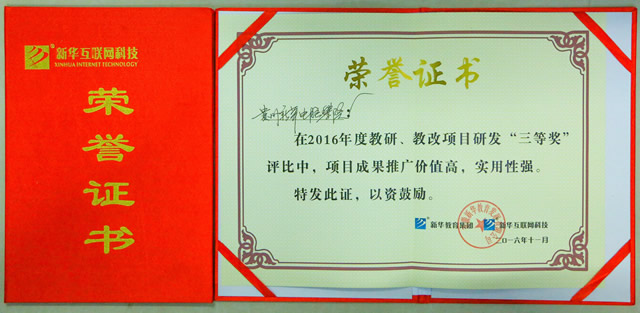 新华互联网科技
XINHUA INTERNET TECHNOLOGY
荣誉证书
荣誉证书
贵州新华电脑学院：
在2016年度教研、教改项目研发“三等奖”
评比中，项目成果推广价值高，实用性强。
特发此证，以资鼓励。
新华教育集团 新华互联网科技
二〇一六年十一月